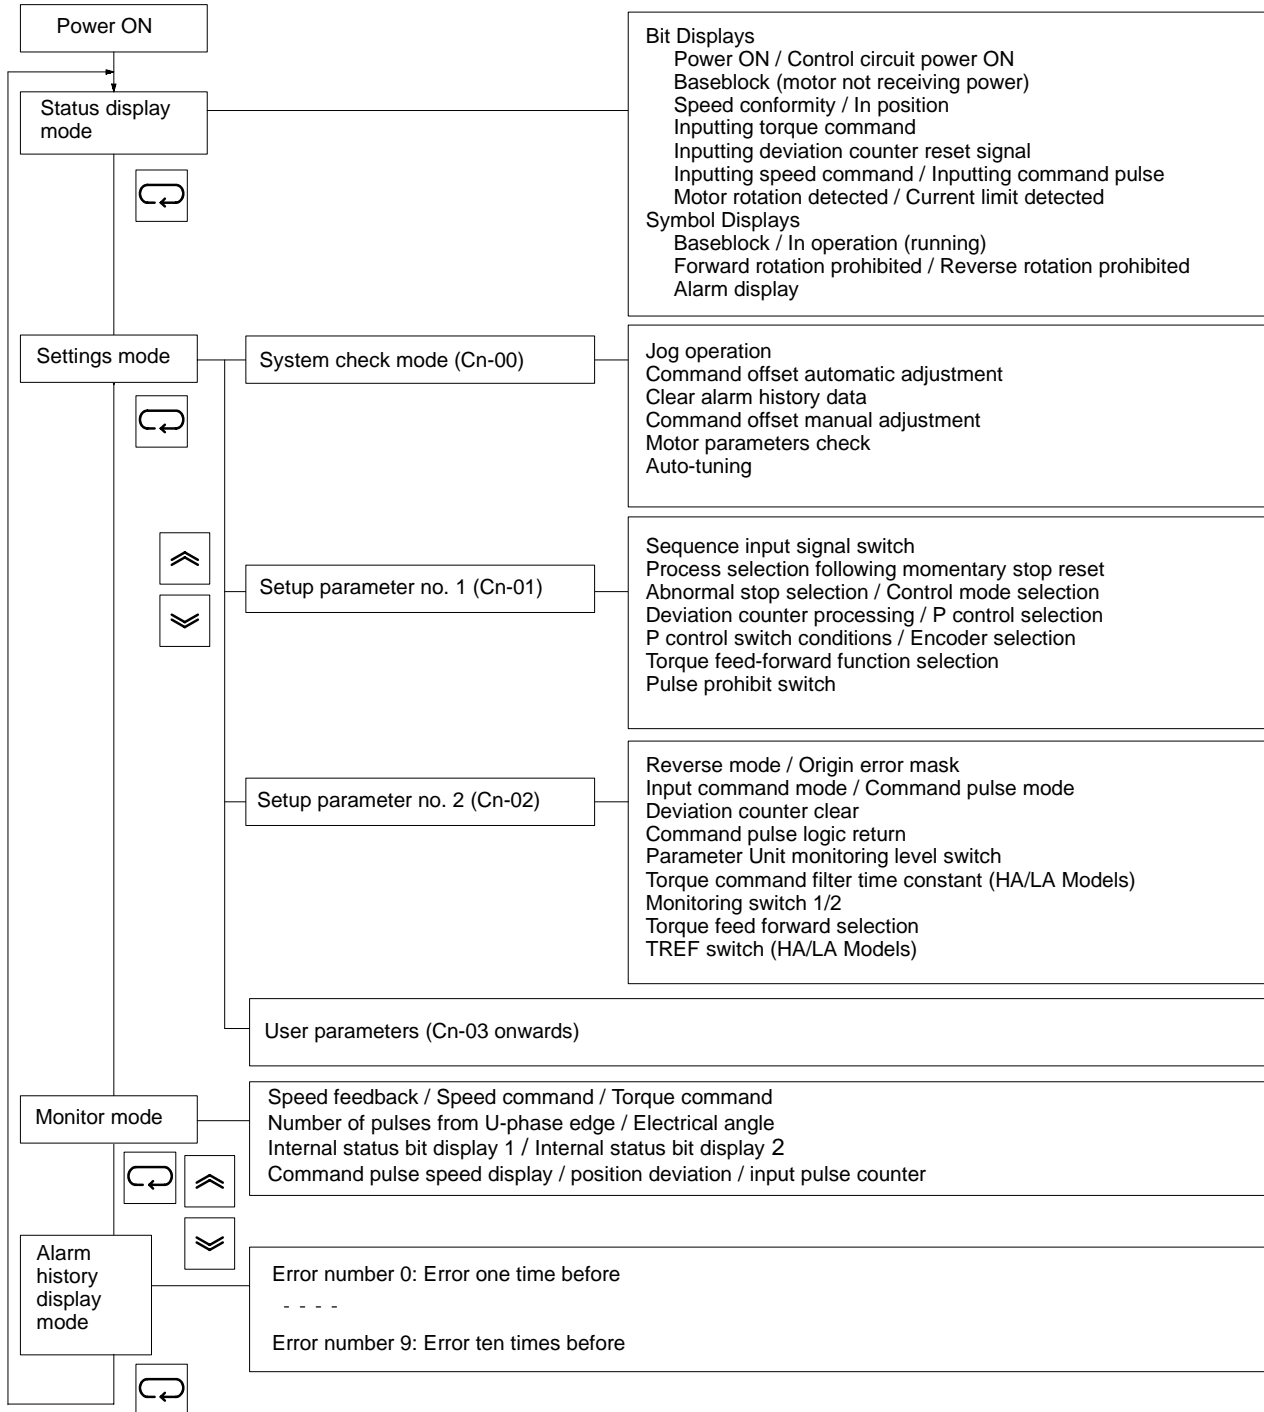 Power ON
Status display
mode
Bit Displays
Power ON / Control circuit power ON
Baseblock (motor not receiving power)
Speed conformity / In position
Inputting torque command
Inputting deviation counter reset signal
Inputting speed command / Inputting command pulse
Motor rotation detected / Current limit detected
Symbol Displays
Baseblock / In operation (running)
Forward rotation prohibited / Reverse rotation prohibited
Alarm display
Settings mode
System check mode (Cn-00)
Jog operation
Command offset automatic adjustment
Clear alarm history data
Command offset manual adjustment
Motor parameters check
Auto-tuning
Setup parameter no. 1 (Cn-01)
Sequence input signal switch
Process selection following momentary stop reset
Abnormal stop selection / Control mode selection
Deviation counter processing / P control selection
P control switch conditions / Encoder selection
Torque feed-forward function selection
Pulse prohibit switch
Setup parameter no. 2 (Cn-02)
Reverse mode / Origin error mask
Input command mode / Command pulse mode
Deviation counter clear
Command pulse logic return
Parameter Unit monitoring level switch
Torque command filter time constant (HA/LA Models)
Monitoring switch 1/2
Torque feed forward selection
TREF switch (HA/LA Models)
User parameters (Cn-03 onwards)
Monitor mode
Speed feedback / Speed command / Torque command
Number of pulses from U-phase edge / Electrical angle
Internal status bit display 1 / Internal status bit display 2
Command pulse speed display / position deviation / input pulse counter
Alarm
history
display
mode
Error number 0: Error one time before
- - - -
Error number 9: Error ten times before